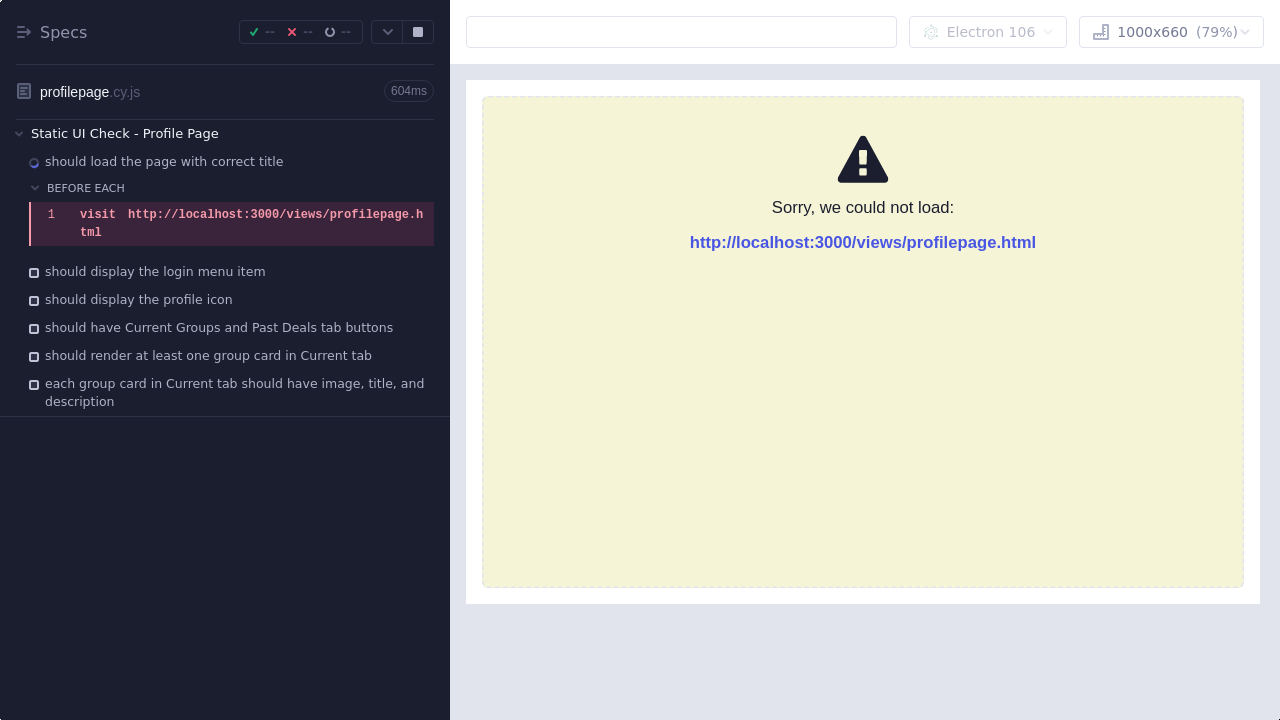 Specs
-- -- --
profilepage.cy.js
604ms
Static UI Check - Profile Page
should load the page with correct title
BEFORE EACH
1 visit http://localhost:3000/views/profilepage.h
tml
should display the login menu item
should display the profile icon
should have Current Groups and Past Deals tab buttons
should render at least one group card in Current tab
each group card in Current tab should have image, title, and
description
Electron 106
1000x660 (79%)
Sorry, we could not load:
http://localhost:3000/views/profilepage.html